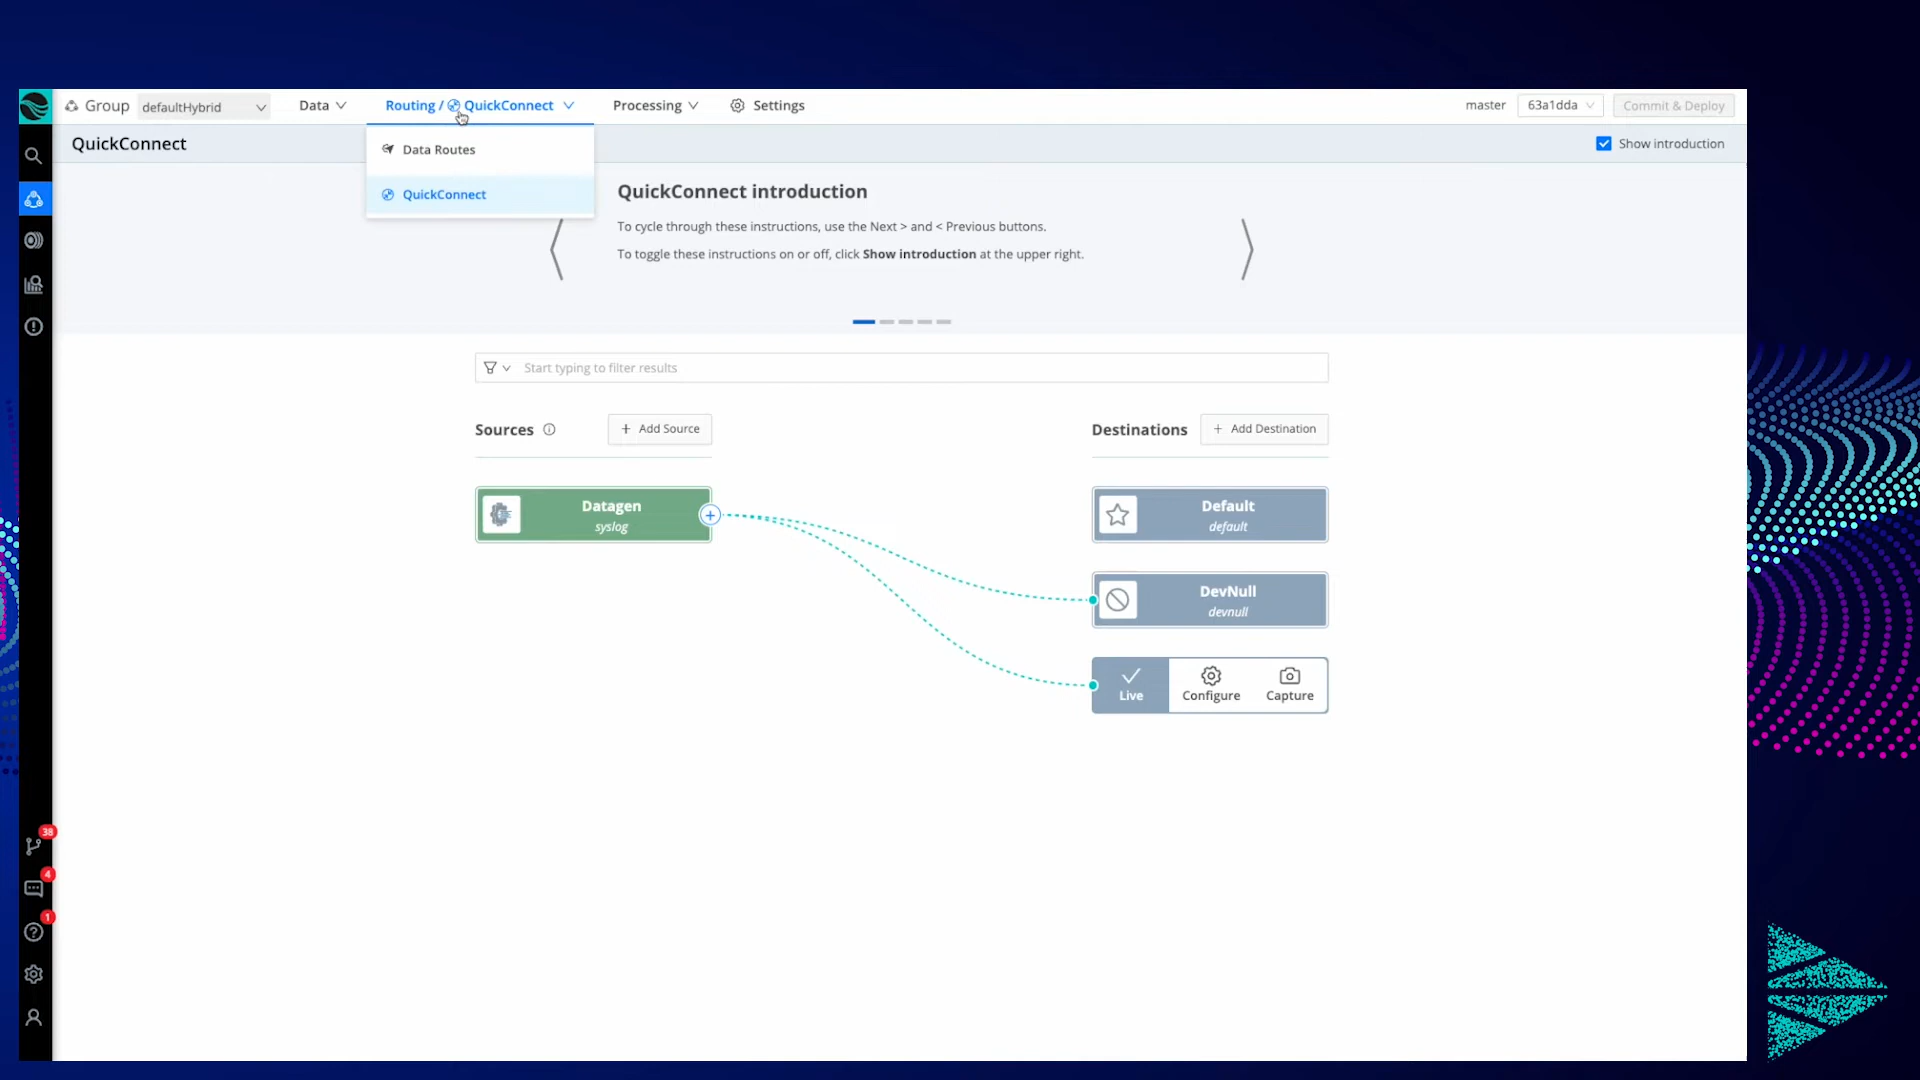 Group defaultHybrid Data Routing / QuickConnect Processing Settings master 63a1dda Commit & Deploy
QuickConnect
Show introduction
Data Routes
QuickConnect
QuickConnect introduction
To cycle through these instructions, use the Next > and < Previous buttons.
To toggle these instructions on or off, click Show introduction at the upper right.
Start typing to filter results
Sources + Add Source
Destinations + Add Destination
Datagen
syslog
Default
default
DevNull
devnull
Live Configure Capture
38
4
1